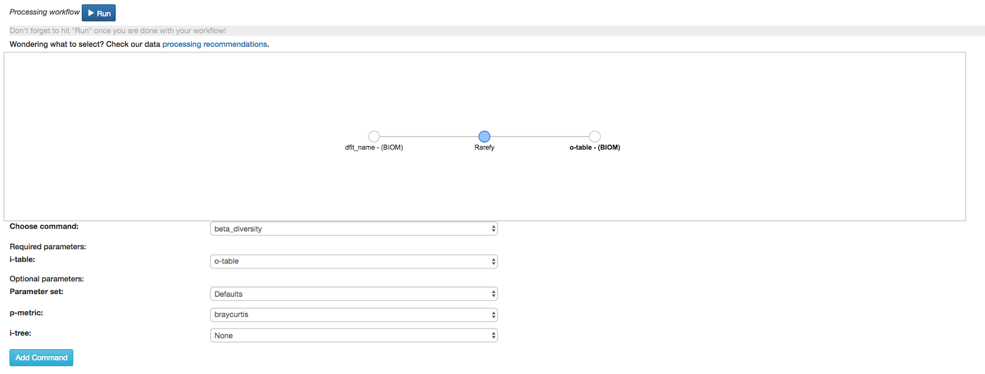 Processing workflow Run
Don't forget to hit "Run" once you are done with your workflow!
Wondering what to select? Check our data processing recommendations.
dflt_name - (BIOM) Rarefy o-table - (BIOM)
Choose command: beta_diversity
Required parameters:
i-table: o-table
Optional parameters:
Parameter set: Defaults
p-metric: braycurtis
i-tree: None
Add Command